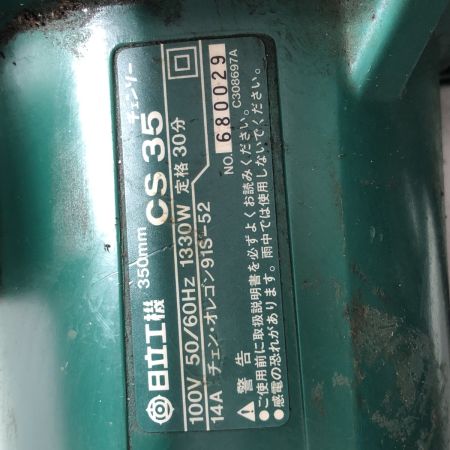 日立工機 350mm CS 35 チェンソー
100V 50/60HZ 1330W 定格 30分
14A チェン・オレゴン91S-52
NO. 680029
C308697A
警告
●ご使用前に取扱説明書を必ずよくお読みください。
●感電の恐れがあります。雨中では使用しないでください。